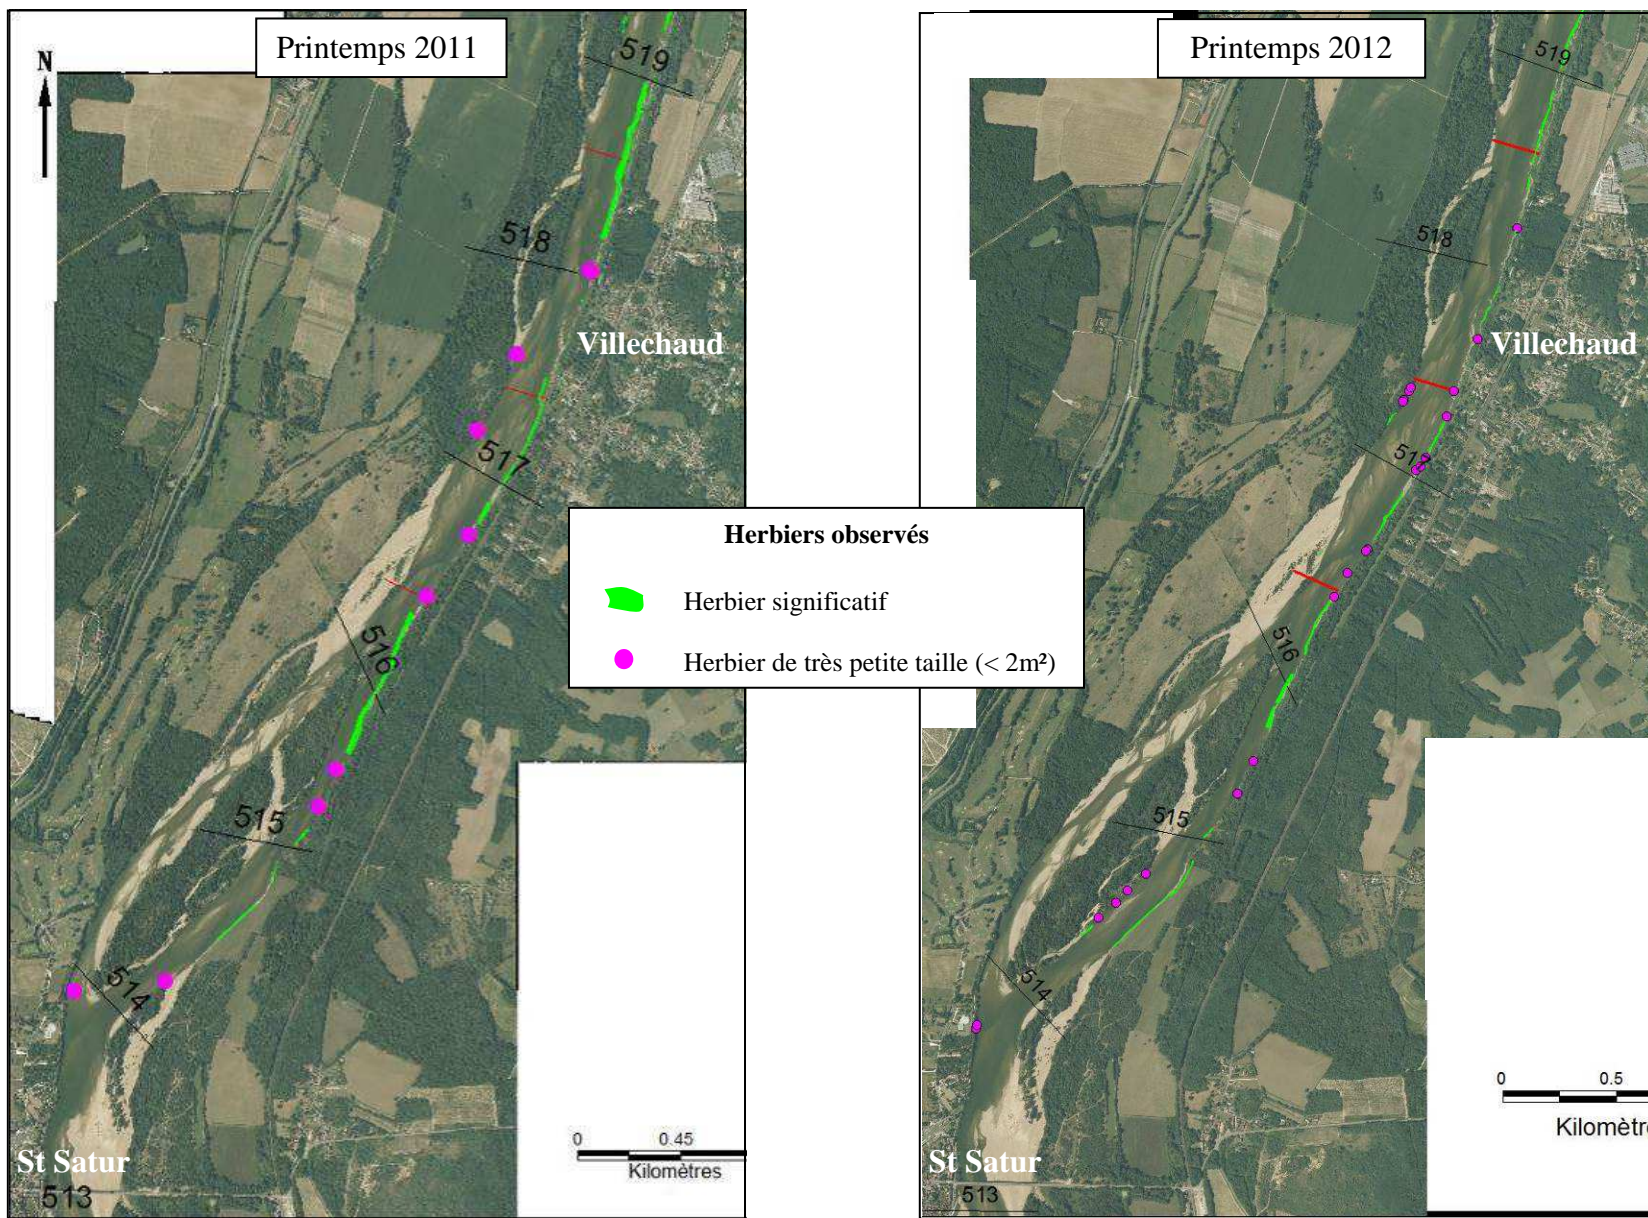 Printemps 2011
N
519
518
Villechaud
517
516
515
514
St Satur
513
0 0.45
Kilomètres
Herbiers observés
Herbier significatif
Herbier de très petite taille (< 2m²)
Printemps 2012
519
518
Villechaud
517
516
515
514
St Satur
513
0 0.5
Kilomètre